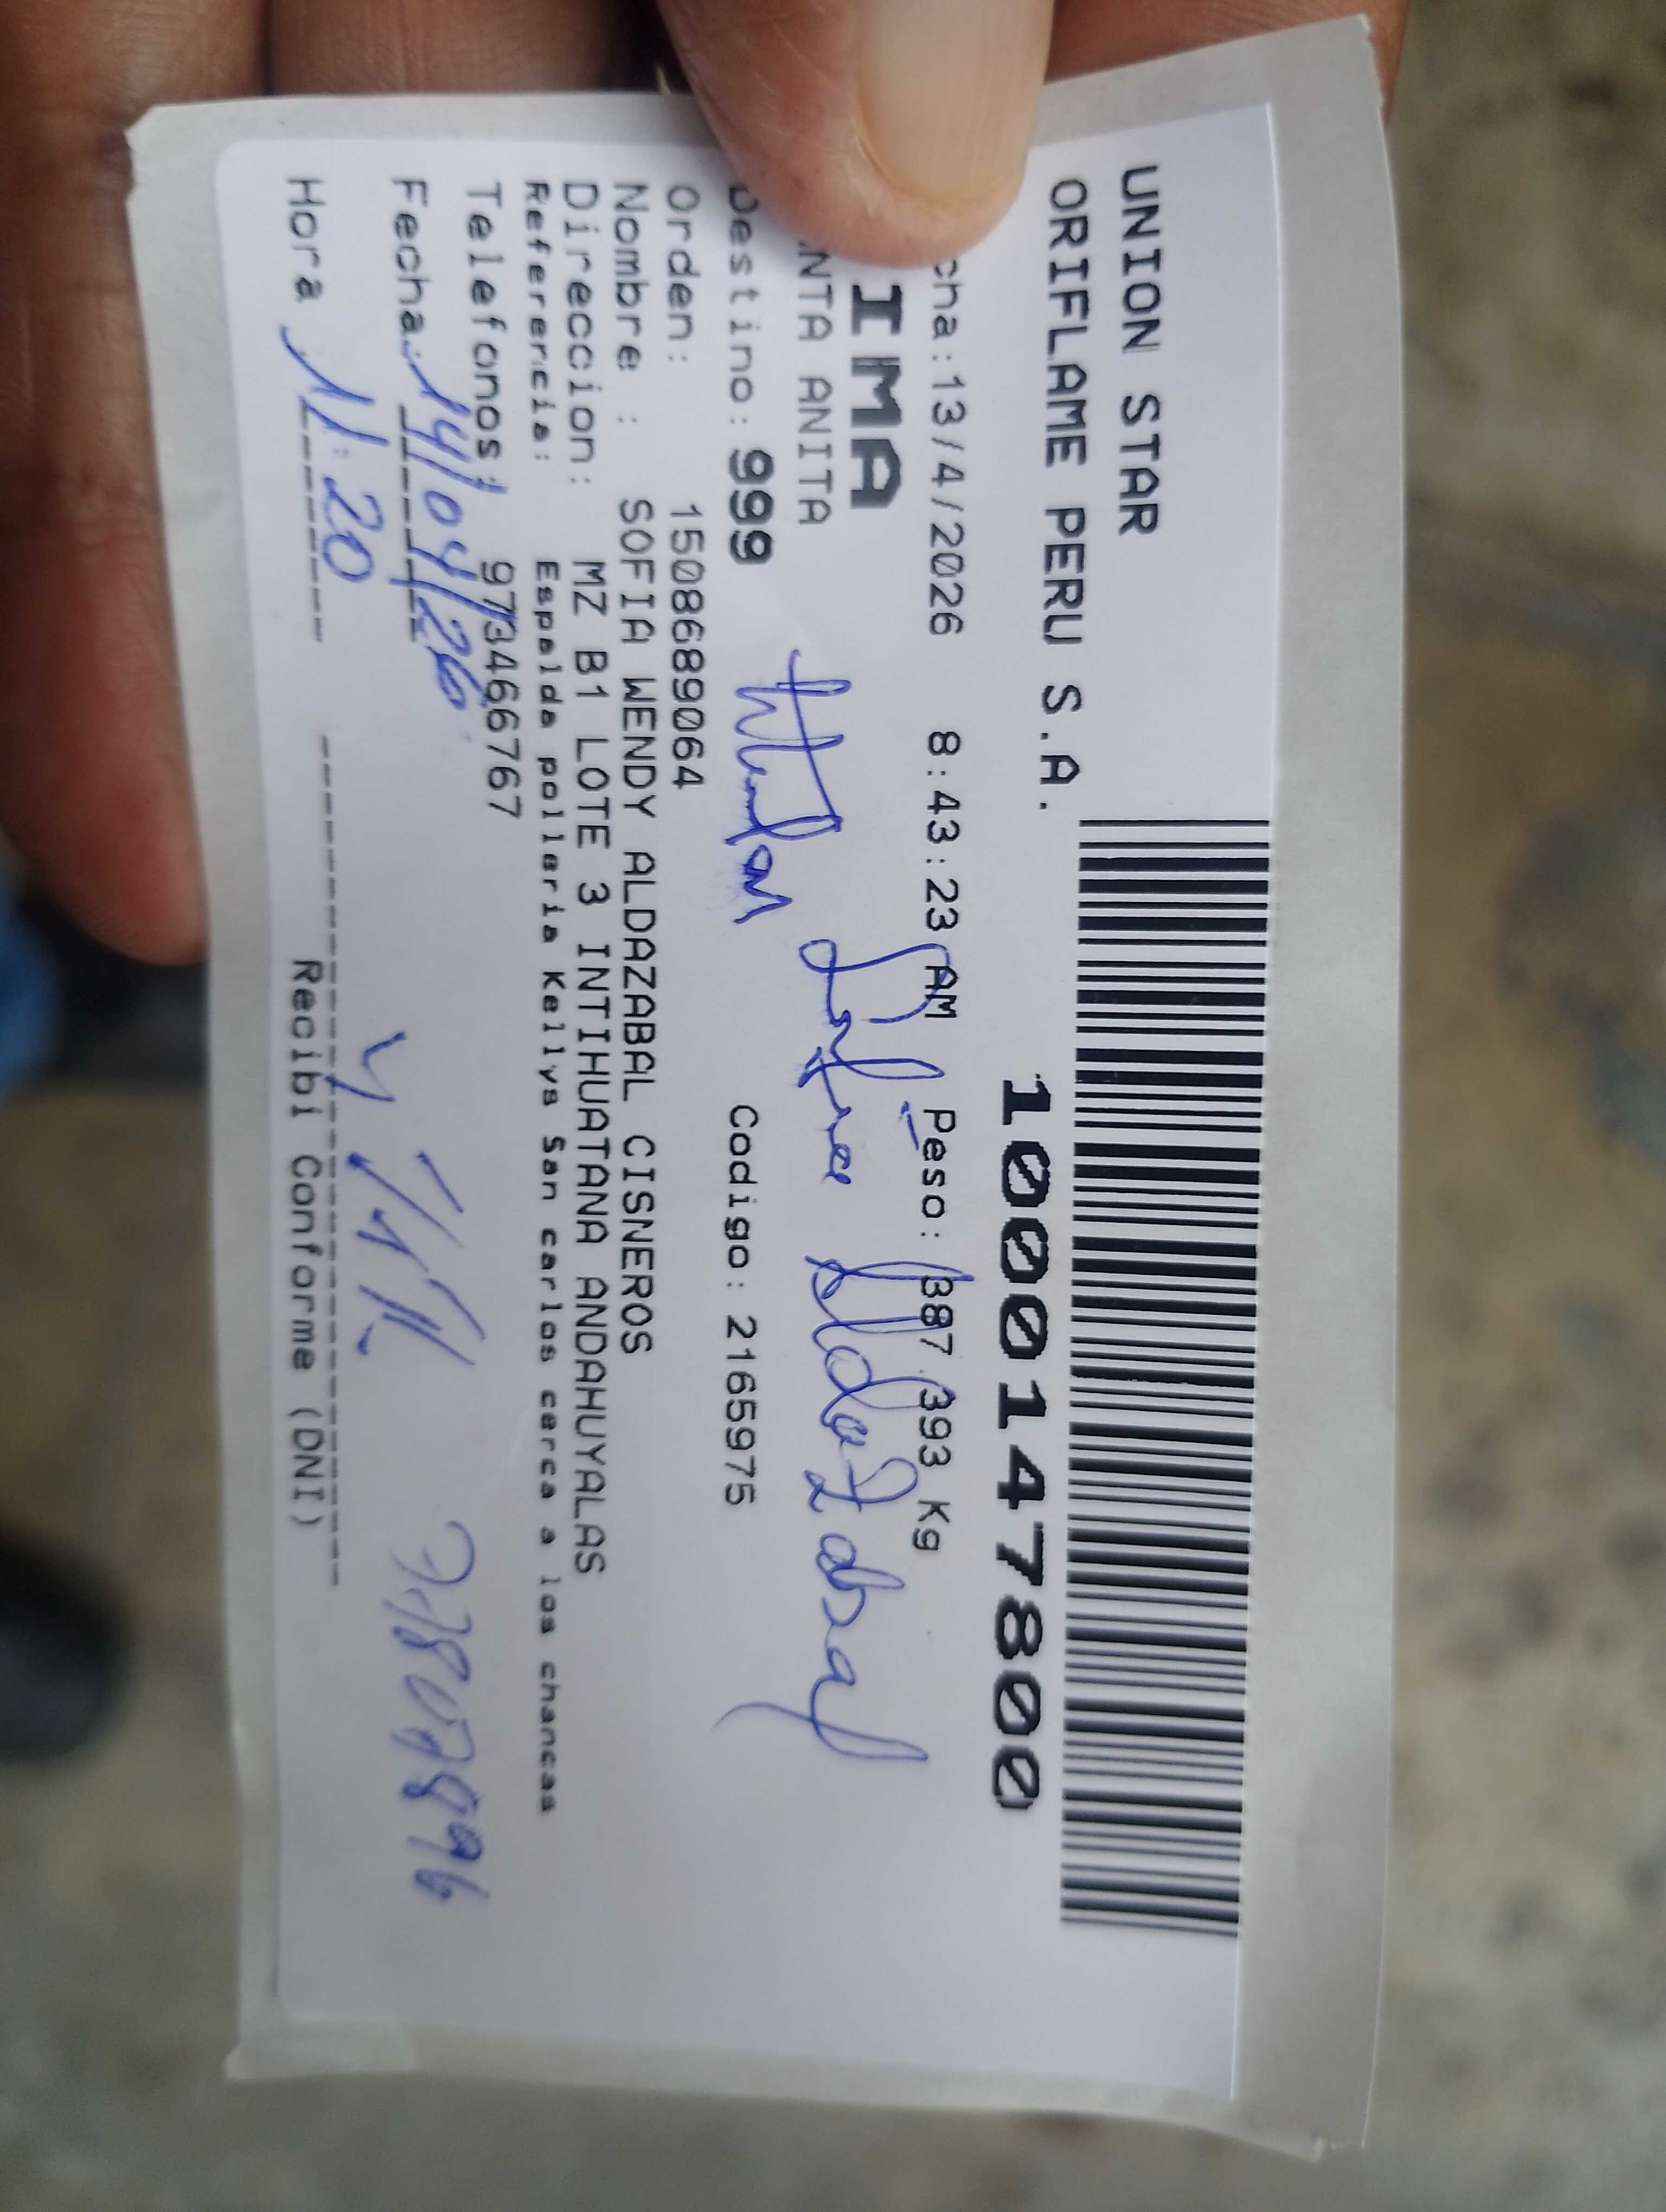 UNION STAR
ORIFLAME PERU S.A.
1000147800
cha:13/4/2026 8:43:23 AM Peso: 387.393 Kg
IMA
NTA ANITA
Destino: 999 Codigo: 2165975
Orden: 1508689064
Nombre : SOFIA WENDY ALDAZABAL CISNEROS
Direccion: MZ B1 LOTE 3 INTIHUATANA ANDAHUYALAS
Referencia: Espalda polleria Kellys San carlos cerca a los chancas
Telefonos: 973466767
Fecha 14/04/26
Hora 11:20
Recibi Conforme (DNI)